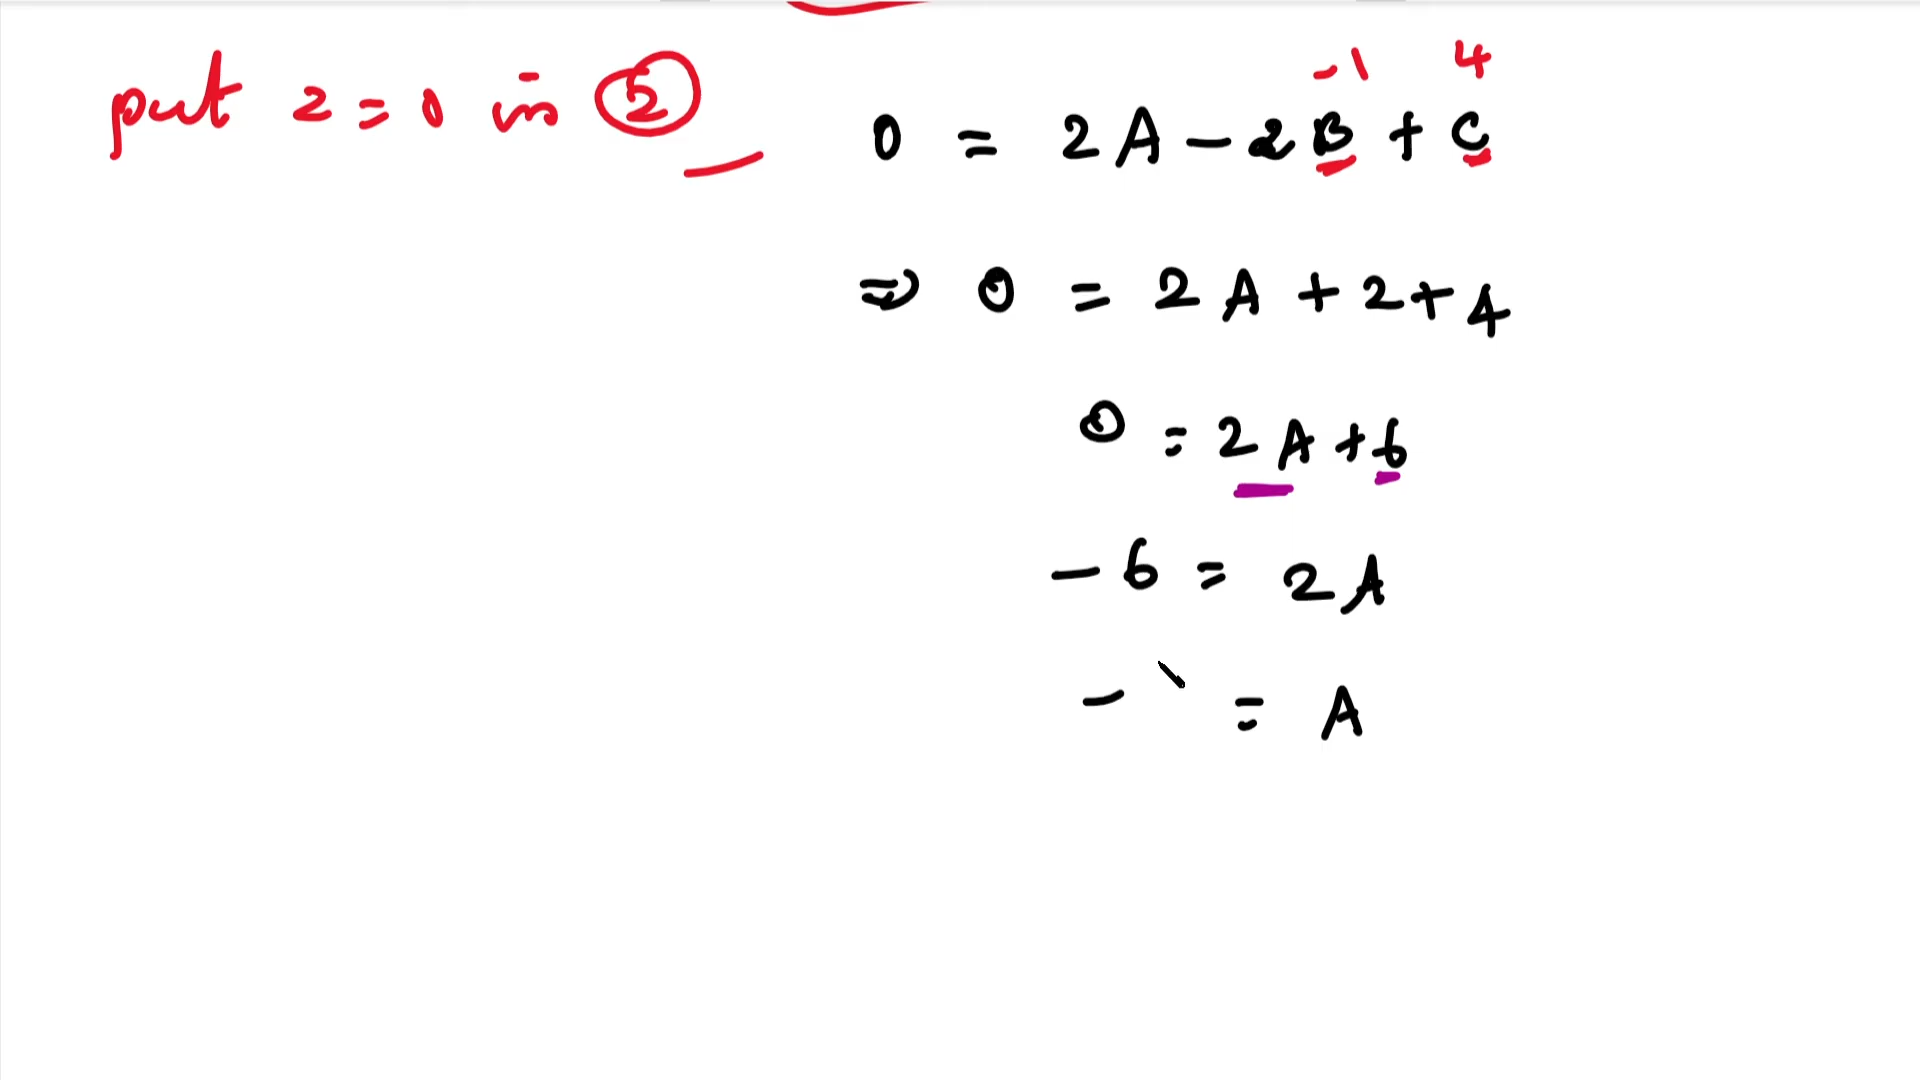 put z=0 in ②
-1 4
0 = 2A - 2B + C
⇒ 0 = 2A + 2 + 4
0 = 2A + 6
- 6 = 2A
- = A